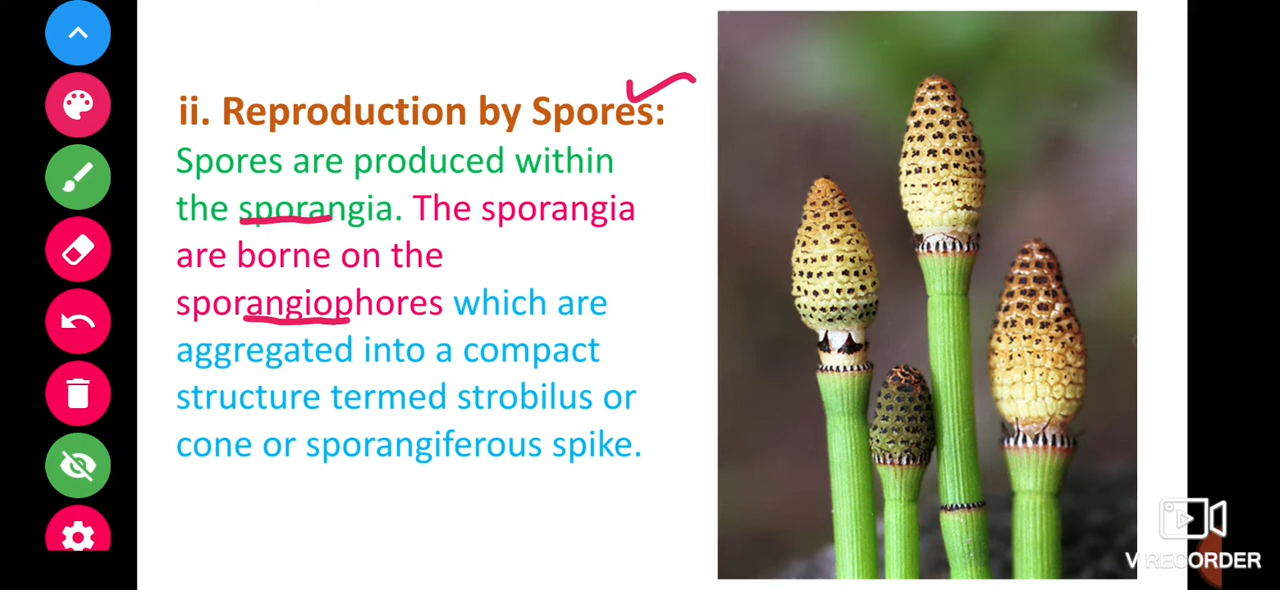 ii. Reproduction by Spores:
Spores are produced within
the sporangia. The sporangia
are borne on the
sporangiophores which are
aggregated into a compact
structure termed strobilus or
cone or sporangiferous spike.
V RECORDER